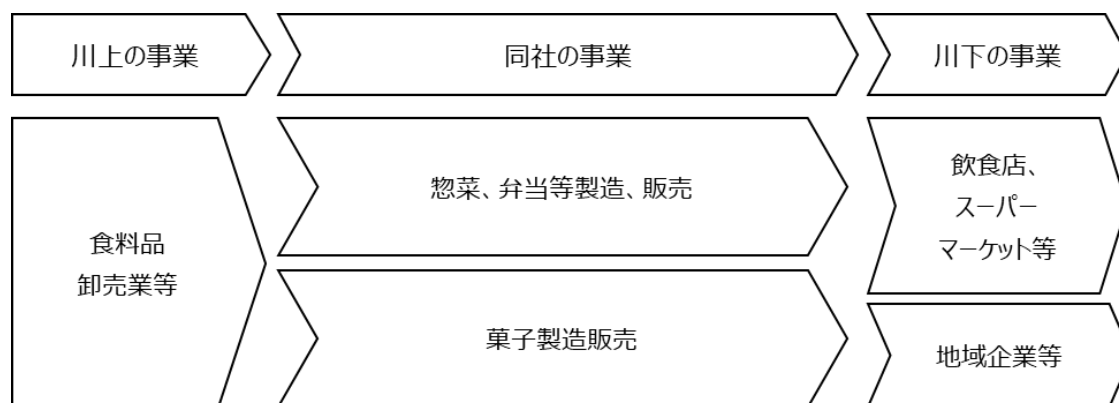 川上の事業
同社の事業
川下の事業
食料品
卸売業等
惣菜、弁当等製造、販売
菓子製造販売
飲食店、
スーパー
マーケット等
地域企業等